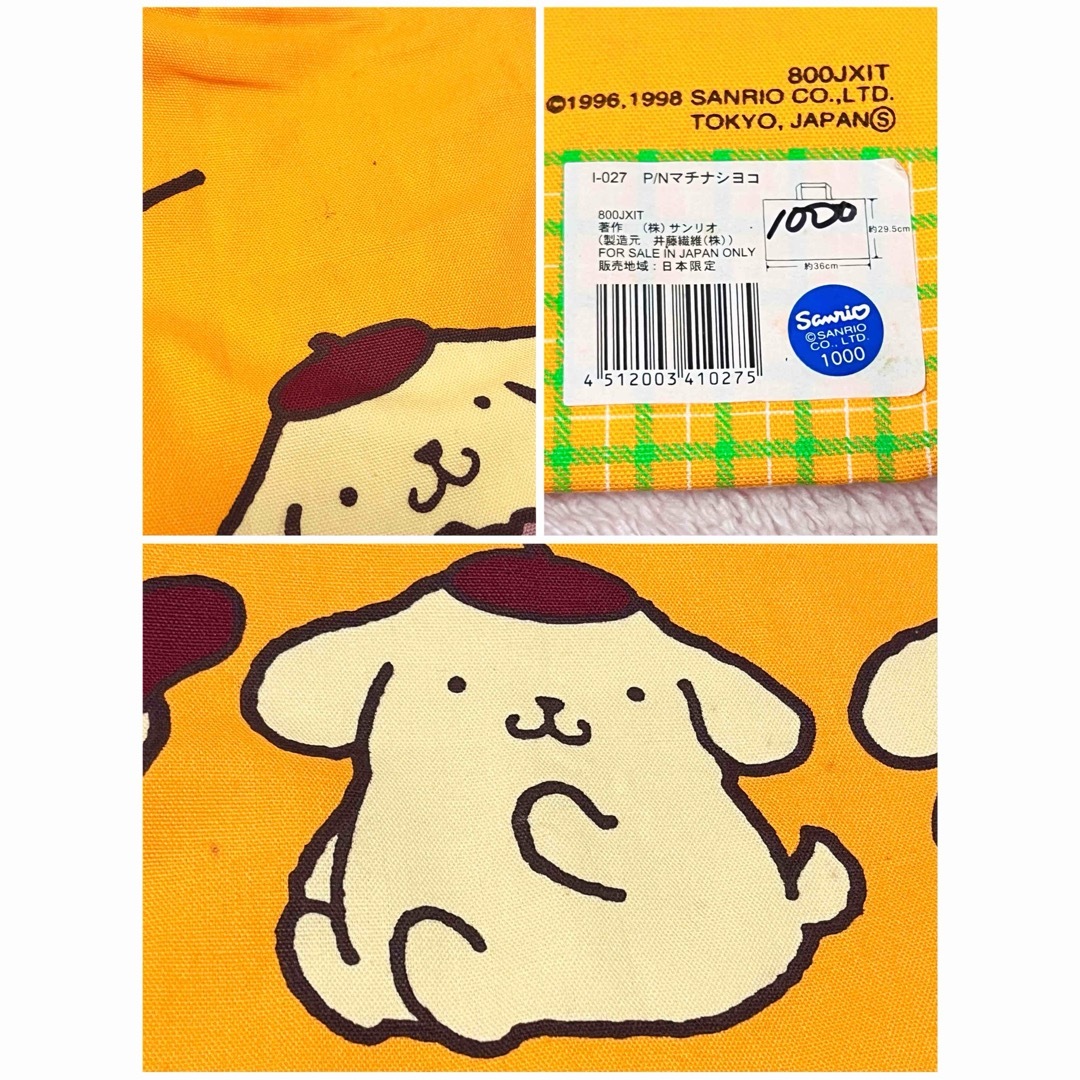 800JXIT
©1996,1998 SANRIO CO.,LTD.
TOKYO, JAPANⓈ
I-027 P/Nマチナシヨコ
800JXIT
著作 (株)サンリオ
(製造元 井藤繊維(株))
FOR SALE IN JAPAN ONLY
販売地域:日本限定
1000
約29.5cm
約36cm
4 512003 410275
Sanrio
©SANRIO
CO., LTD.
1000